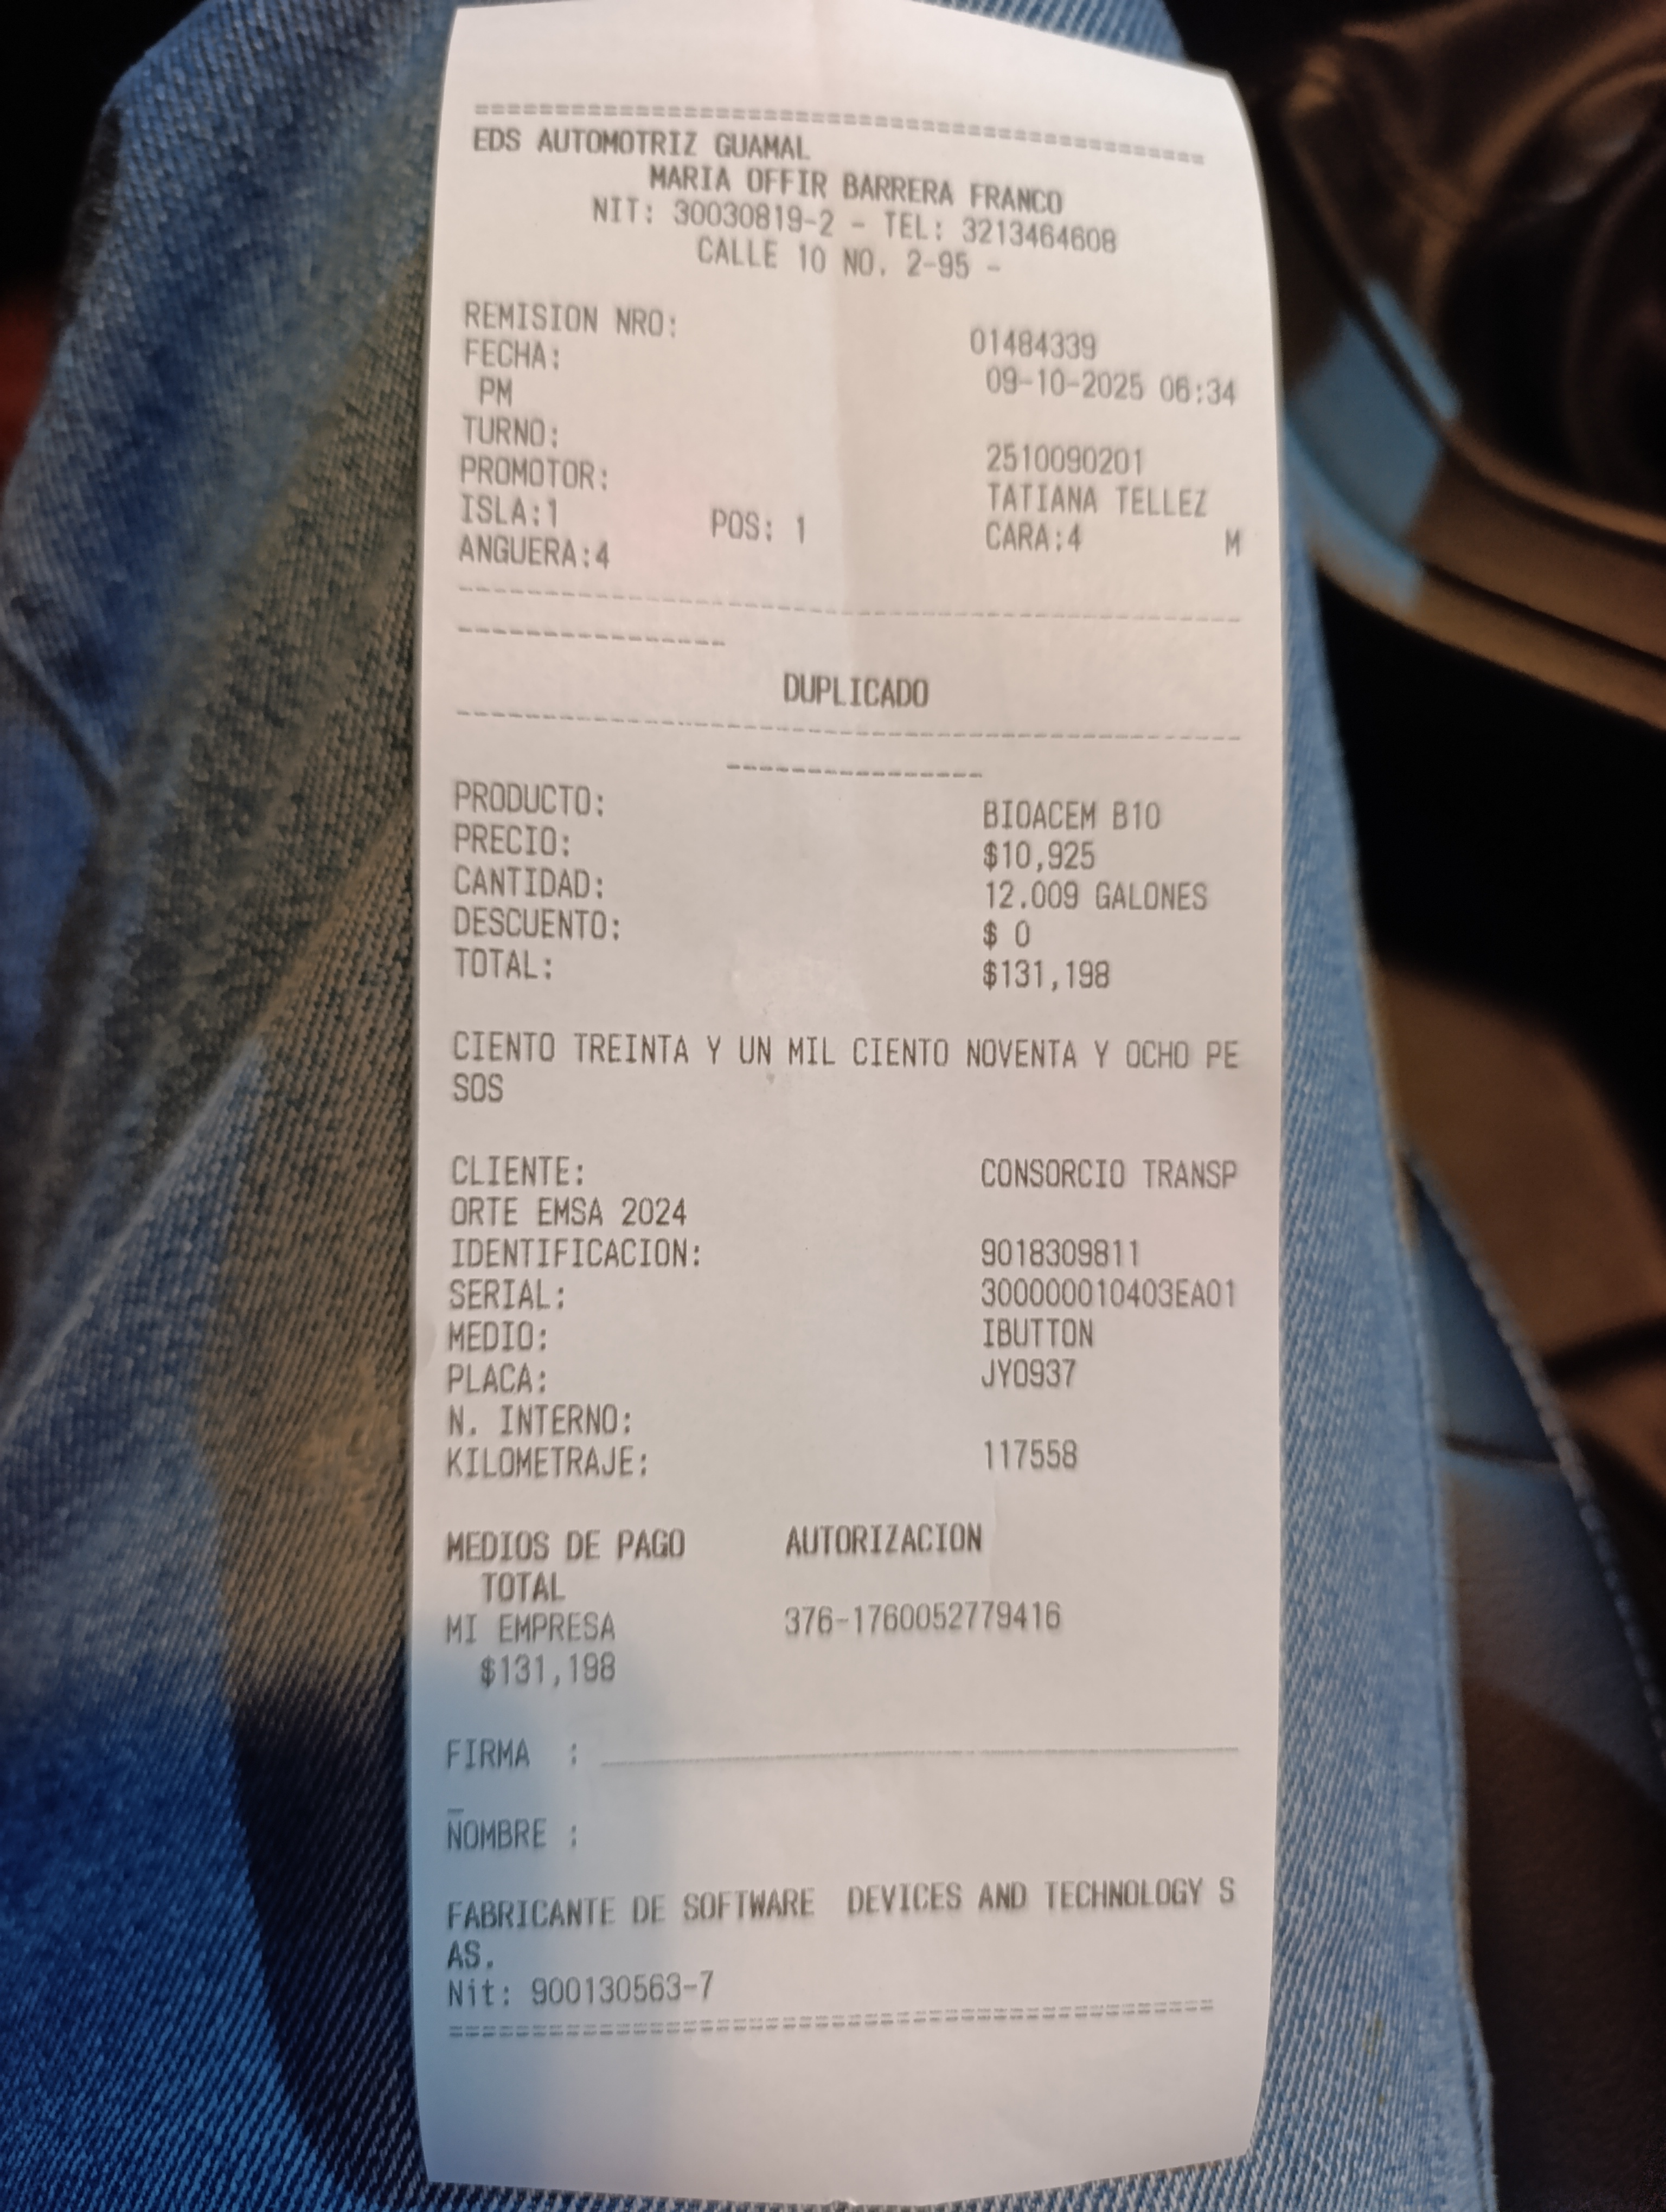 ================================================
EDS AUTOMOTRIZ GUAMAL
MARIA OFFIR BARRERA FRANCO
NIT: 30030819-2 - TEL: 3213464608
CALLE 10 NO. 2-95 -
REMISION NRO: 01484339
FECHA: 09-10-2025 06:34
PM
TURNO: 2510090201
PROMOTOR: TATIANA TELLEZ
ISLA:1 POS: 1 CARA:4 M
ANGUERA:4
------------------------------------------------
----------------
DUPLICADO
------------------------------------------------
----------------
PRODUCTO: BIOACEM B10
PRECIO: $10,925
CANTIDAD: 12.009 GALONES
DESCUENTO: $ 0
TOTAL: $131,198
CIENTO TREINTA Y UN MIL CIENTO NOVENTA Y OCHO PE
SOS
CLIENTE: CONSORCIO TRANSP
ORTE EMSA 2024
IDENTIFICACION: 9018309811
SERIAL: 300000010403EA01
MEDIO: IBUTTON
PLACA: JYO937
N. INTERNO:
KILOMETRAJE: 117558
MEDIOS DE PAGO AUTORIZACION
TOTAL
MI EMPRESA 376-1760052779416
$131,198
FIRMA : ______________________________________
_
NOMBRE :
FABRICANTE DE SOFTWARE DEVICES AND TECHNOLOGY S
AS.
Nit: 900130563-7
================================================